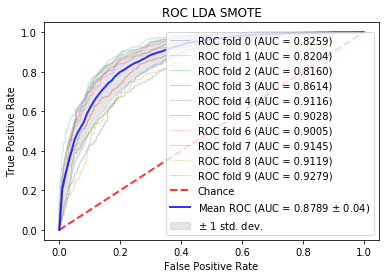 ROC LDA SMOTE
True Positive Rate
1.0
0.8
0.6
0.4
0.2
0.0
ROC fold 0 (AUC = 0.8259)
ROC fold 1 (AUC = 0.8204)
ROC fold 2 (AUC = 0.8160)
ROC fold 3 (AUC = 0.8614)
ROC fold 4 (AUC = 0.9116)
ROC fold 5 (AUC = 0.9028)
ROC fold 6 (AUC = 0.9005)
ROC fold 7 (AUC = 0.9145)
ROC fold 8 (AUC = 0.9119)
ROC fold 9 (AUC = 0.9279)
Chance
Mean ROC (AUC = 0.8789 ± 0.04)
± 1 std. dev.
0.0 0.2 0.4 0.6 0.8 1.0
False Positive Rate